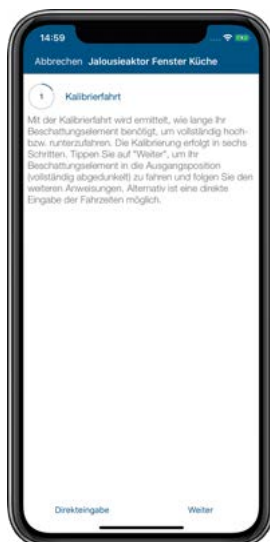 14:59
Abbrechen Jalousieaktor Fenster Küche
1 Kalibrierfahrt
Mit der Kalibrierfahrt wird ermittelt, wie lange Ihr
Beschattungselement benötigt, um vollständig hoch-
bzw. runterzufahren. Die Kalibrierung erfolgt in sechs
Schritten. Tippen Sie auf "Weiter", um Ihr
Beschattungselement in die Ausgangsposition
(vollständig abgedunkelt) zu fahren und folgen Sie den
weiteren Anweisungen. Alternativ ist eine direkte
Eingabe der Fahrzeiten möglich.
Direkteingabe Weiter